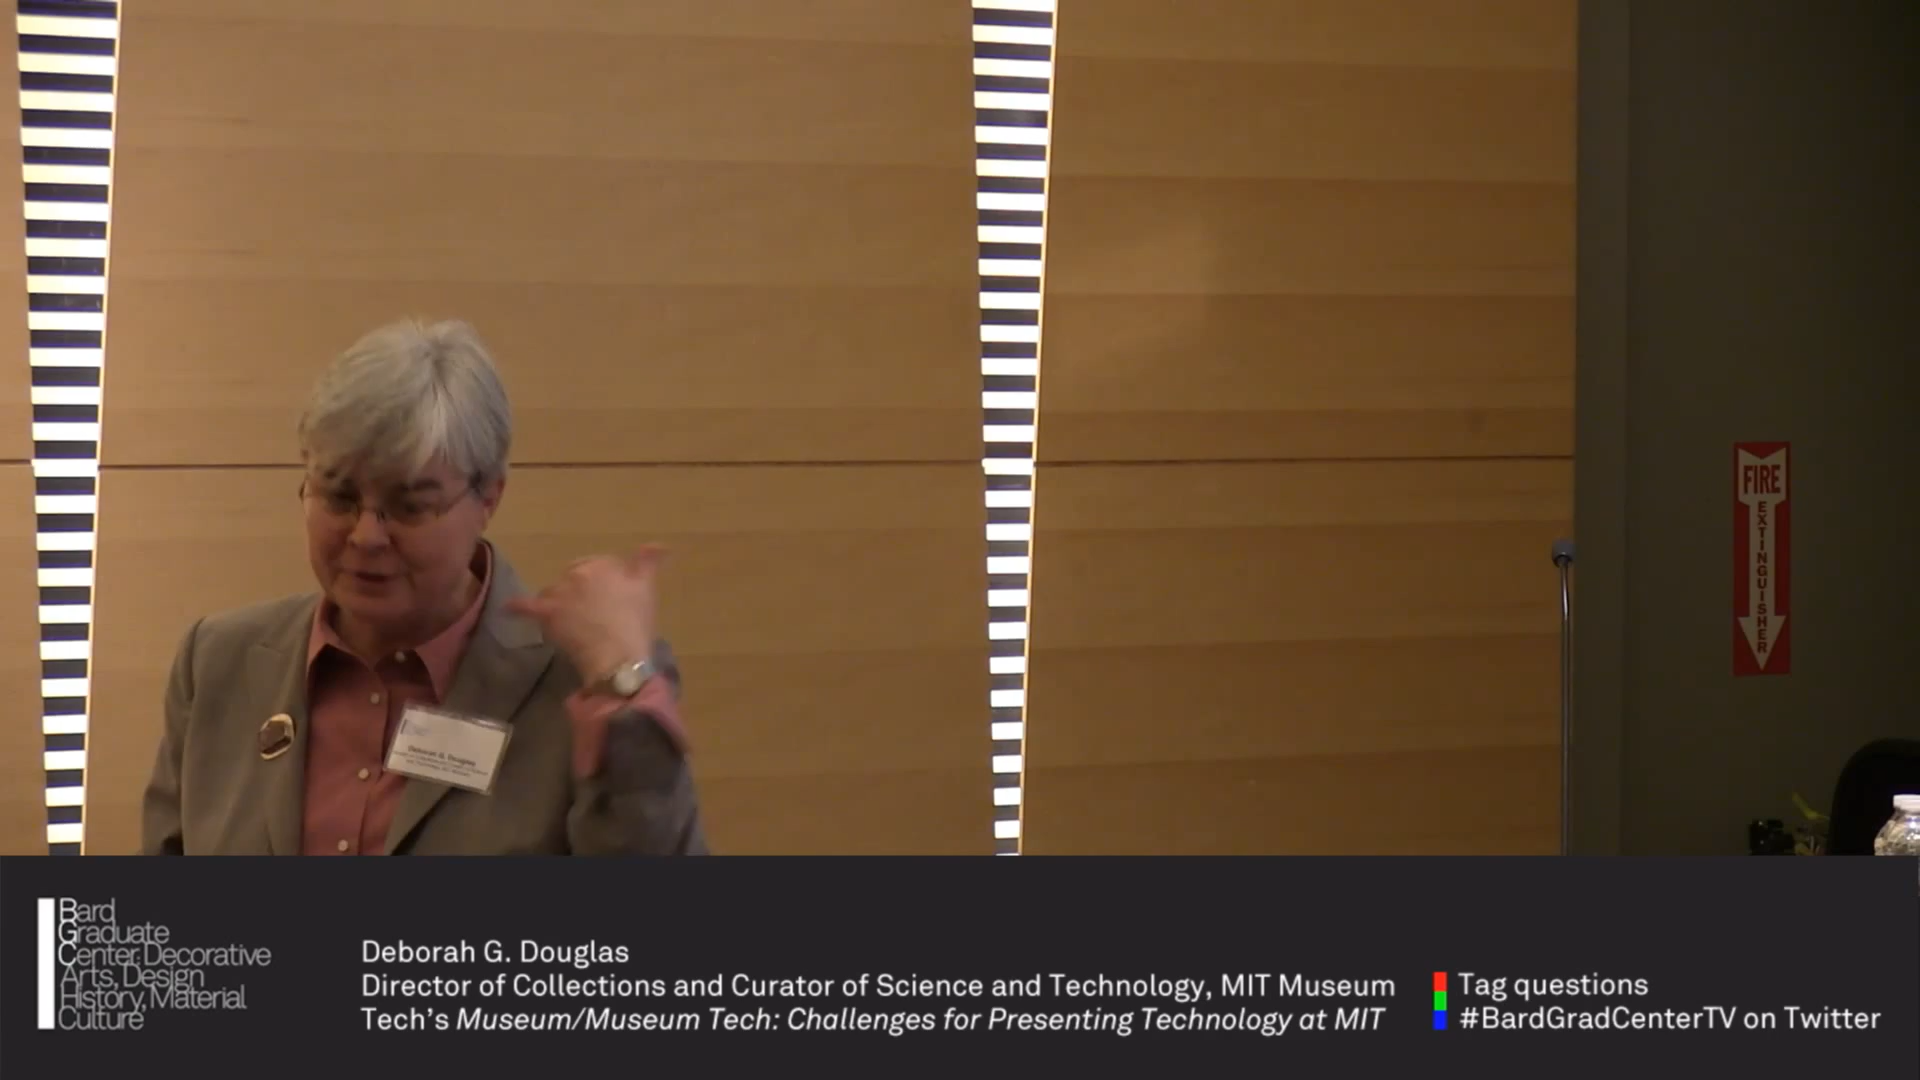 FIRE
EXTINGUISHER
Deborah G. Douglas
Bard
Graduate
Center: Decorative
Arts, Design
History, Material
Culture
Deborah G. Douglas
Director of Collections and Curator of Science and Technology, MIT Museum
Tech's Museum/Museum Tech: Challenges for Presenting Technology at MIT
Tag questions
#BardGradCenterTV on Twitter